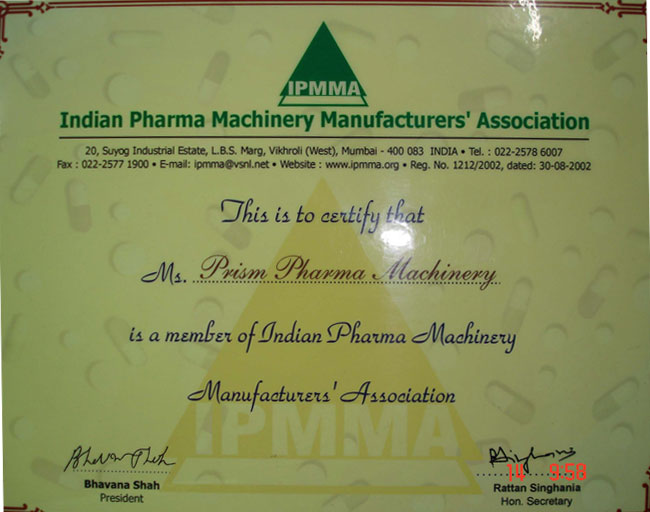 IPMMA
Indian Pharma Machinery Manufacturers' Association
20, Suyog Industrial Estate, L.B.S. Marg, Vikhroli (West), Mumbai - 400 083 INDIA • Tel. : 022-2578 6007
Fax : 022-2577 1900 • E-mail: ipmma@vsnl.net • Website : www.ipmma.org • Reg. No. 1212/2002, dated: 30-08-2002
This is to certify that
Ms. Prism Pharma Machinery
is a member of Indian Pharma Machinery
Manufacturers' Association
IPMMA
Bhavana Shah
President
14 9:58
Rattan Singhania
Hon. Secretary